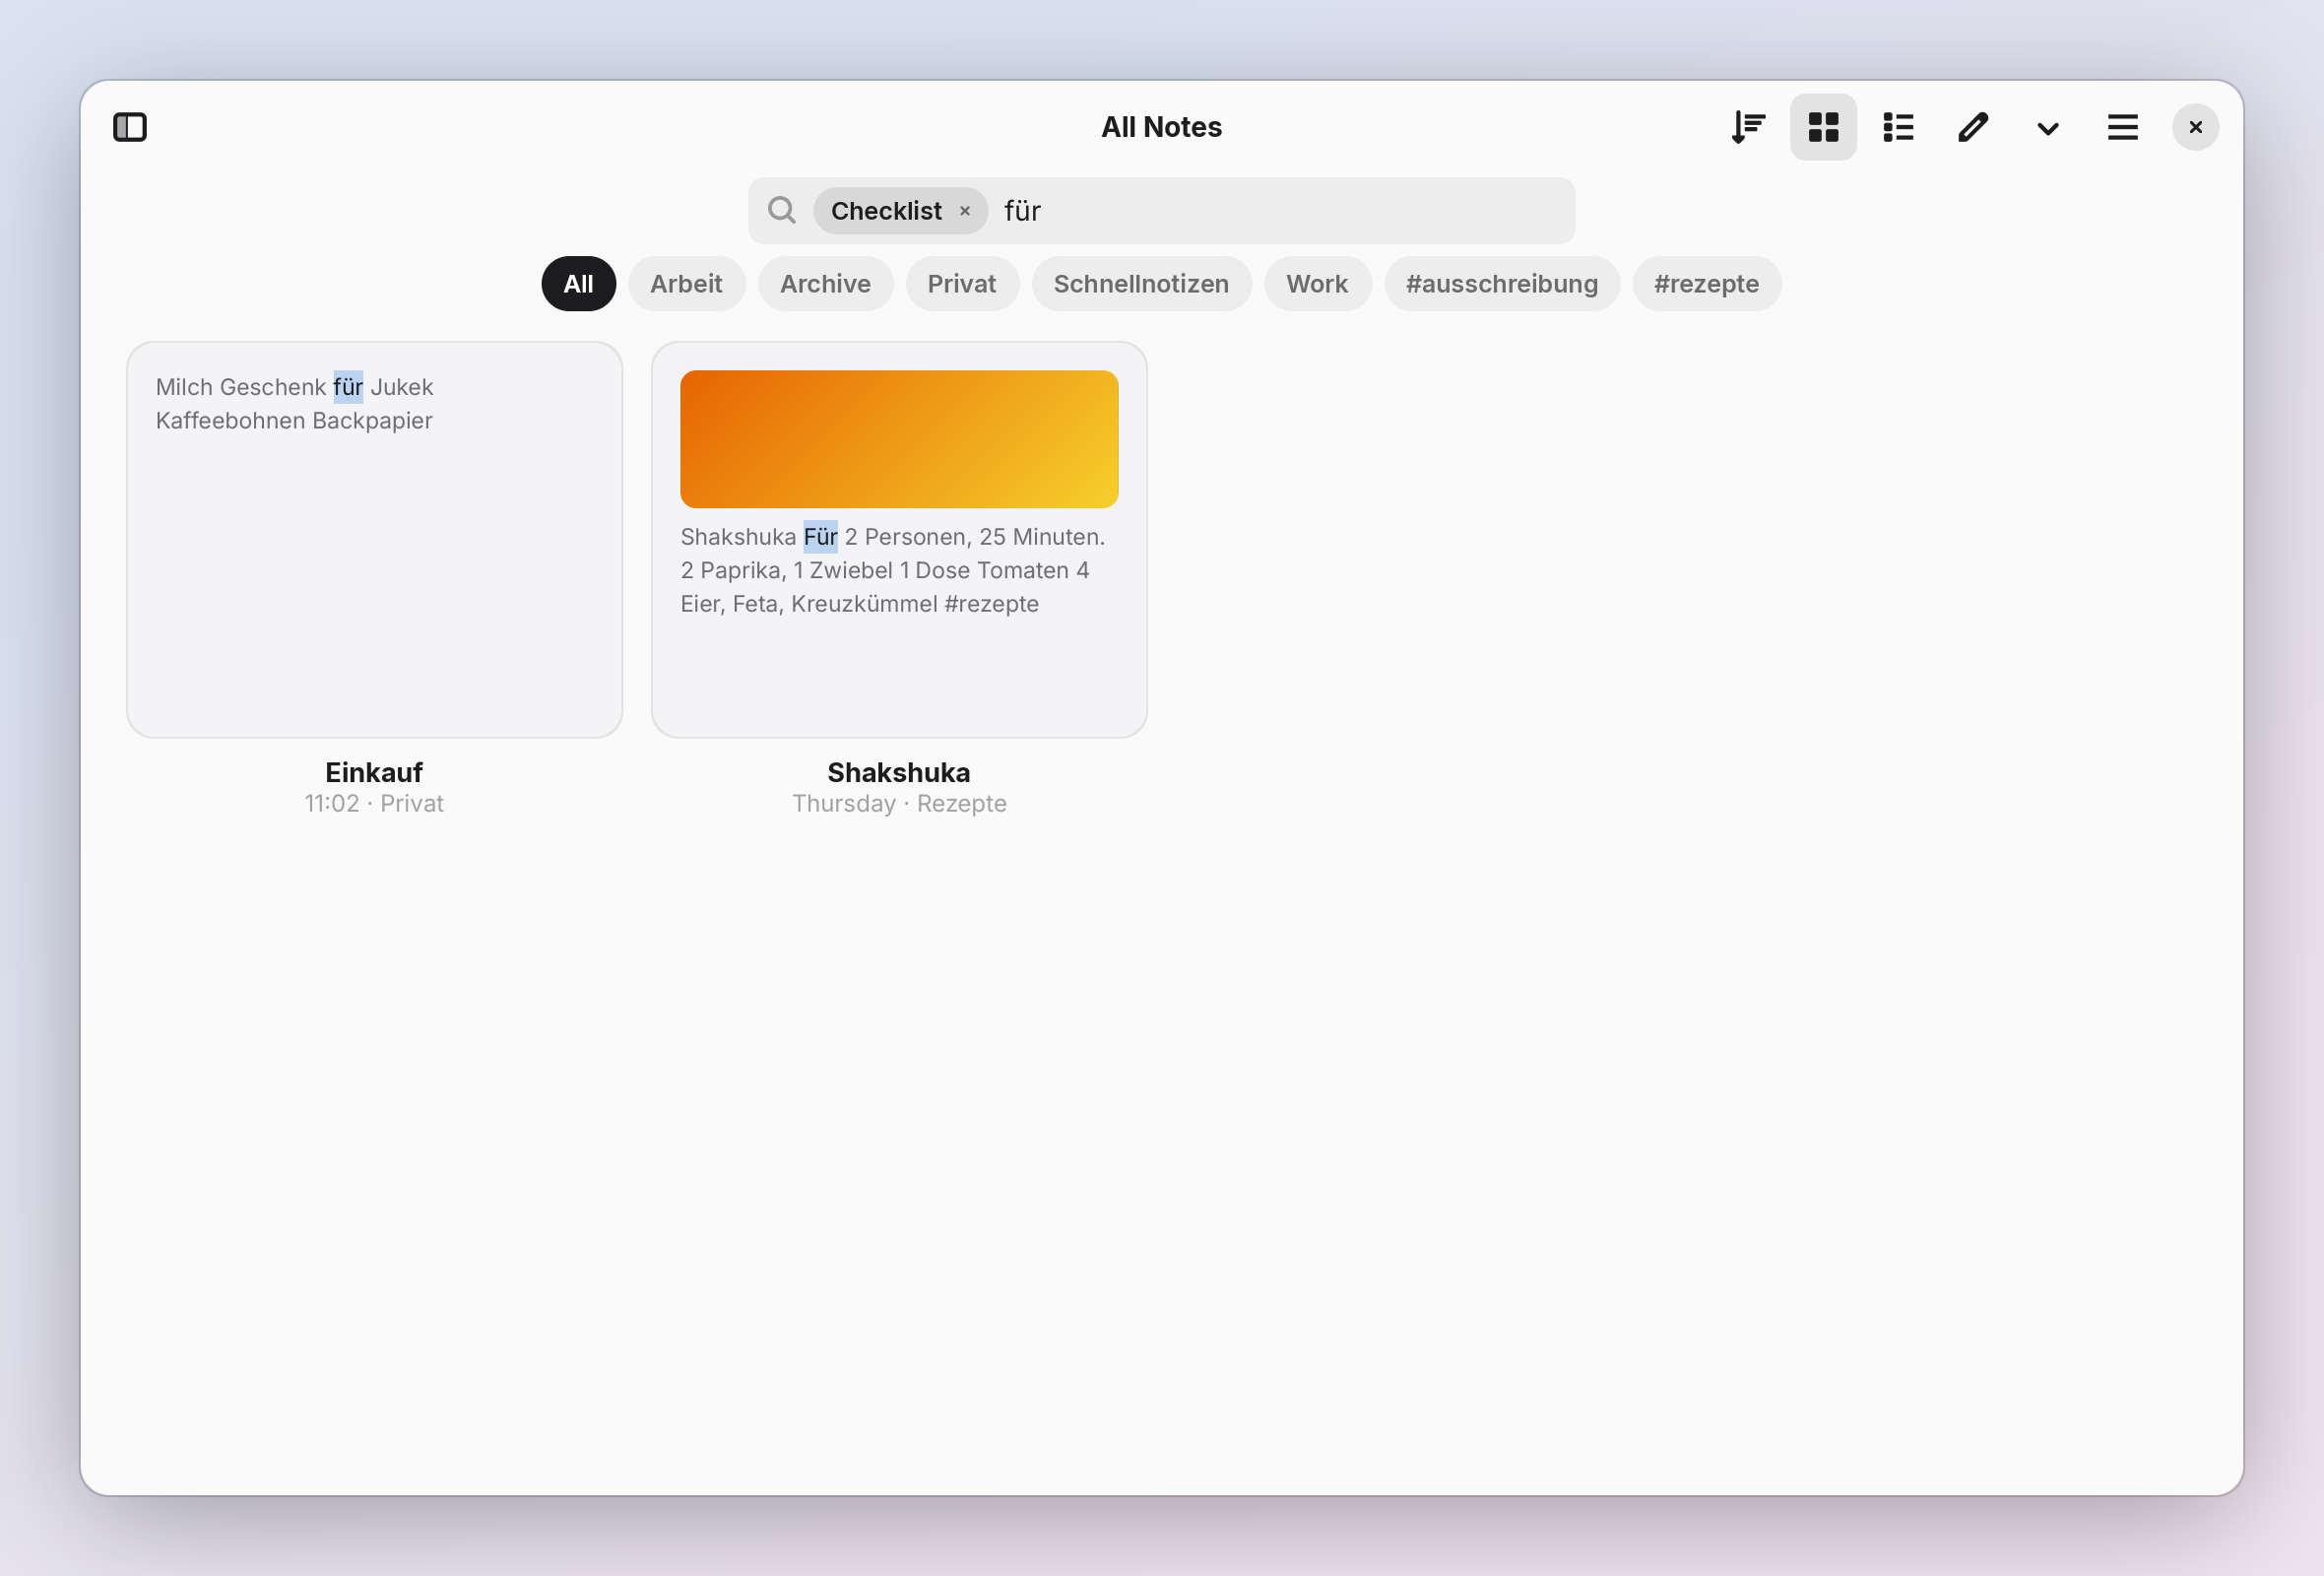 All Notes
Checklist × für
All Arbeit Archive Privat Schnellnotizen Work #ausschreibung #rezepte
Milch Geschenk für Jukek
Kaffeebohnen Backpapier
Einkauf
11:02 · Privat
Shakshuka Für 2 Personen, 25 Minuten.
2 Paprika, 1 Zwiebel 1 Dose Tomaten 4
Eier, Feta, Kreuzkümmel #rezepte
Shakshuka
Thursday · Rezepte